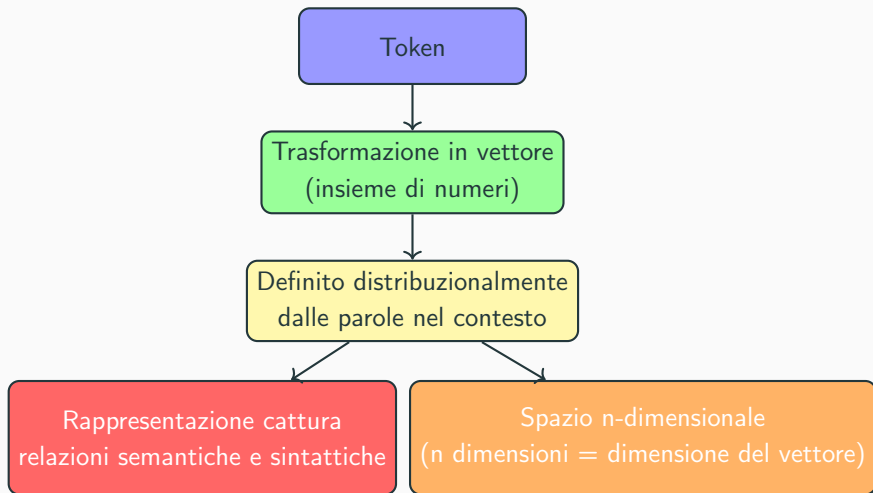 Token
Trasformazione in vettore
(insieme di numeri)
Definito distribuzionalmente
dalle parole nel contesto
Rappresentazione cattura
relazioni semantiche e sintattiche
Spazio n-dimensionale
(n dimensioni = dimensione del vettore)